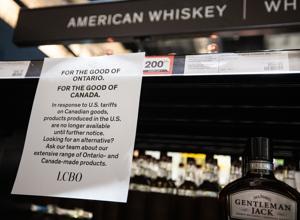 AMERICAN WHISKEY | WH
200
FOR THE GOOD OF
ONTARIO.
FOR THE GOOD OF
CANADA.
In response to U.S. tariffs
on Canadian goods,
products produced in the U.S.
are no longer available
until further notice.
Looking for an alternative?
Ask our team about our
extensive range of Ontario- and
Canada-made products.
LCBO
GENTLEMAN
JACK